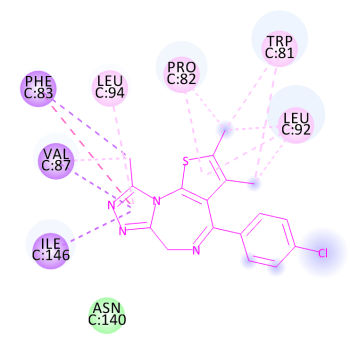 TRP
C:81
PRO
C:82
PHE
C:83
LEU
C:94
LEU
C:92
VAL
C:87
S
N
N
N
N
Cl
ILE
C:146
ASN
C:140